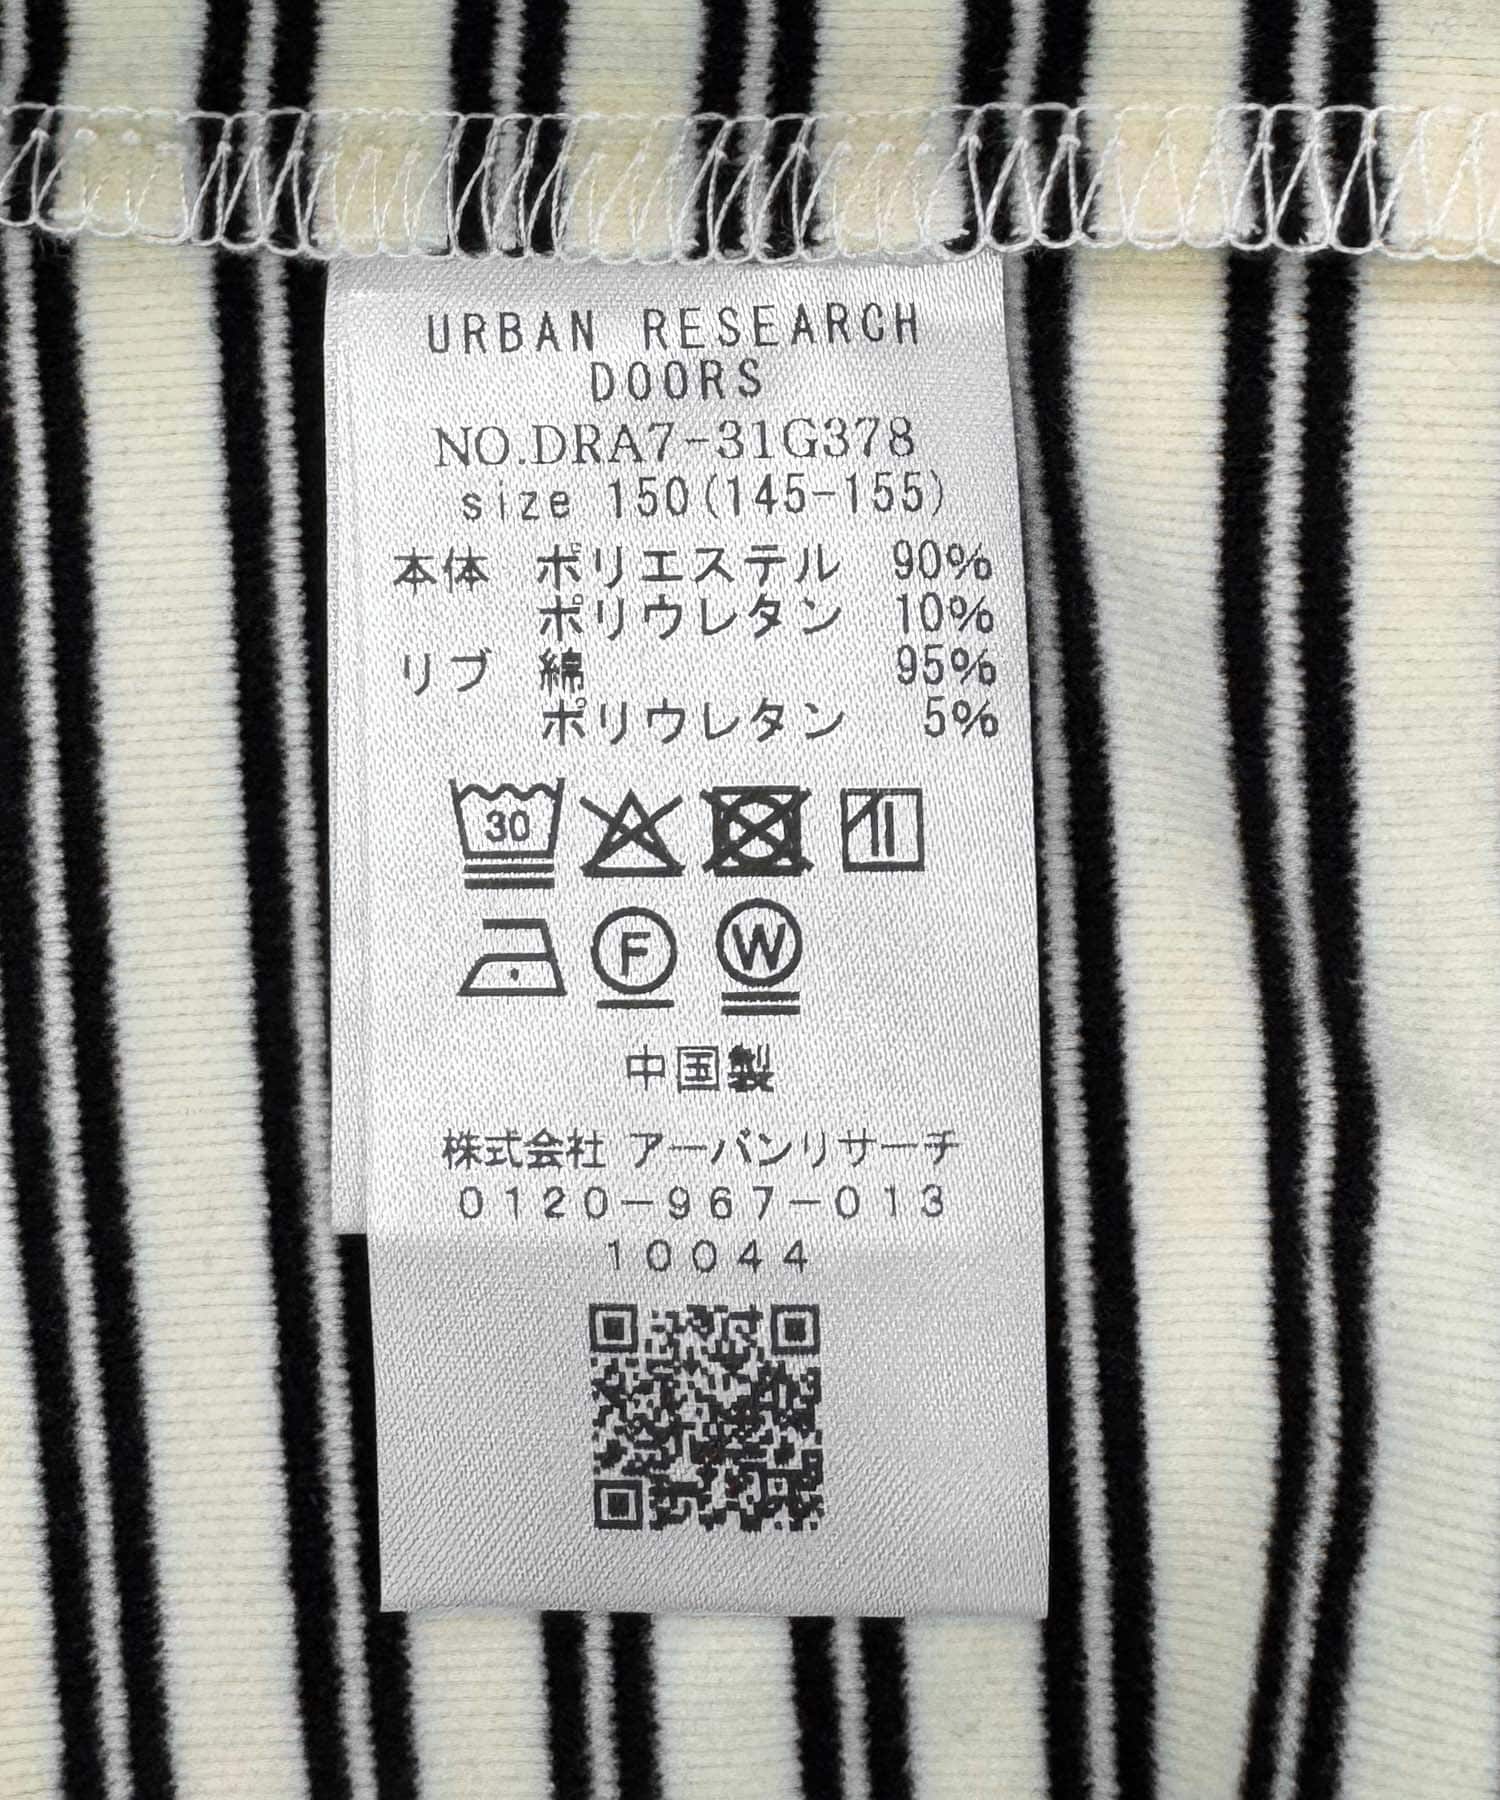 URBAN RESEARCH
DOORS
NO.DRA7-31G378
size 150(145-155)
本体 ポリエステル 90%
ポリウレタン 10%
リブ 綿 95%
ポリウレタン 5%
30
F W
中国製
株式会社 アーバンリサーチ
0120-967-013
10044